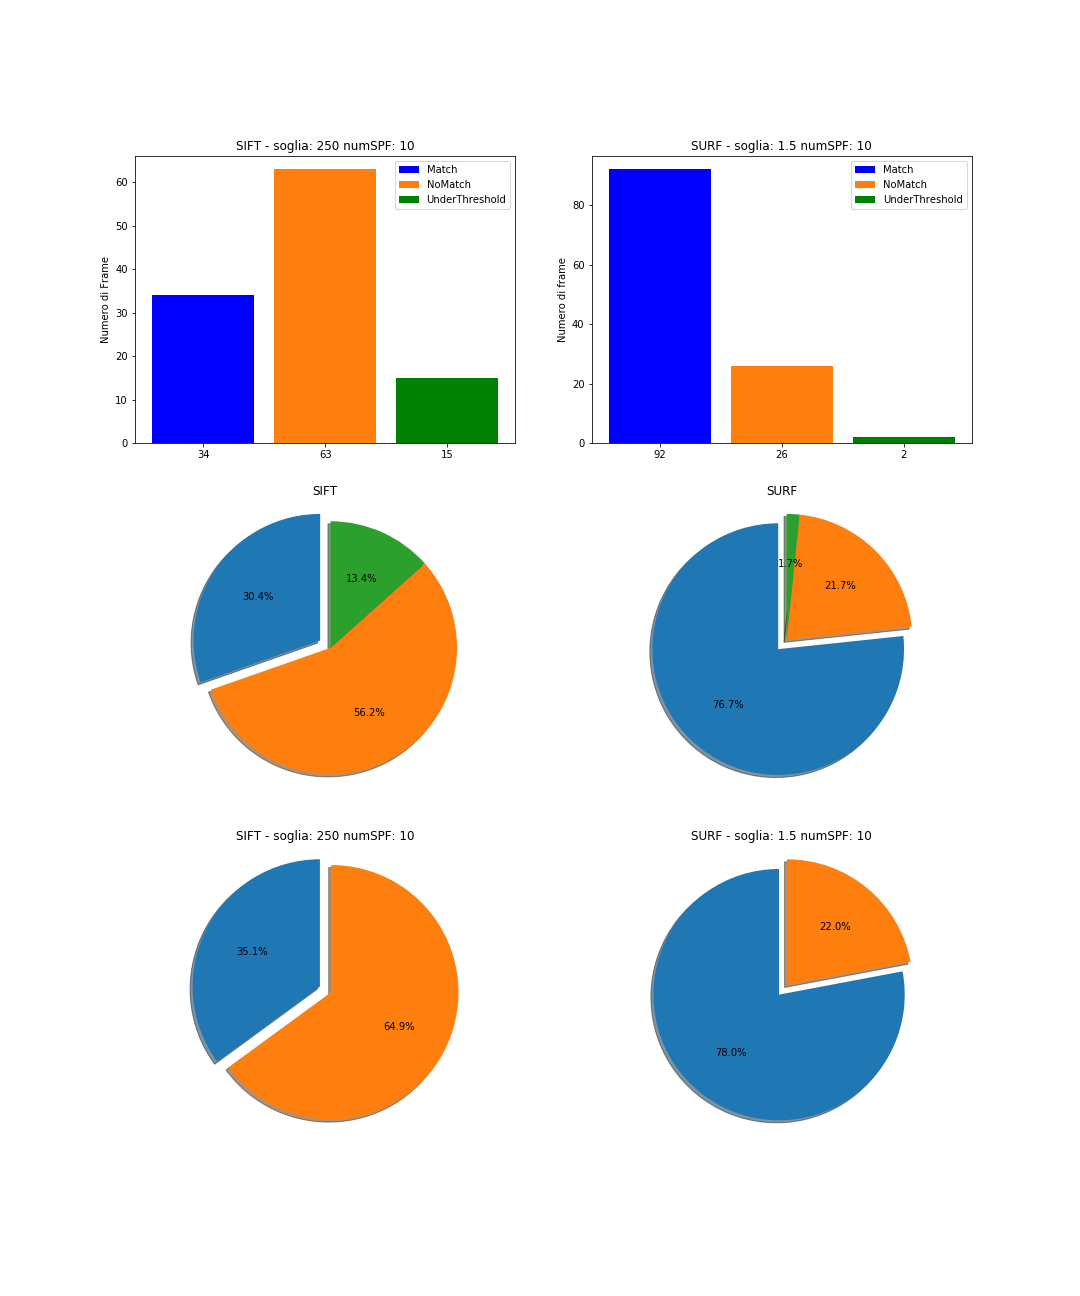 SIFT - soglia: 250 numSPF: 10
Numero di Frame
60
50
40
30
20
10
0
34
63
15
Match
NoMatch
UnderThreshold
SURF - soglia: 1.5 numSPF: 10
Numero di frame
80
60
40
20
0
92
26
2
Match
NoMatch
UnderThreshold
SIFT
30.4%
13.4%
56.2%
SURF
1.7%
21.7%
76.7%
SIFT - soglia: 250 numSPF: 10
35.1%
64.9%
SURF - soglia: 1.5 numSPF: 10
22.0%
78.0%